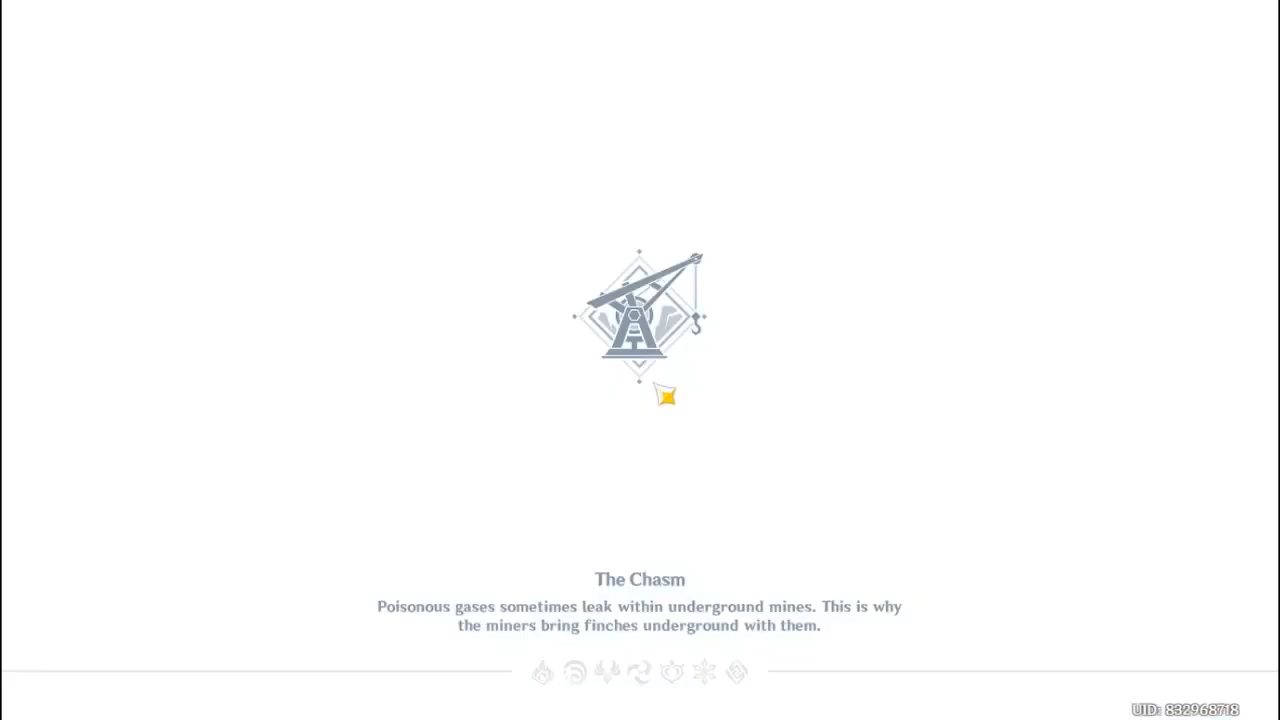 The Chasm
Poisonous gases sometimes leak within underground mines. This is why
the miners bring finches underground with them.
UID: 832968718